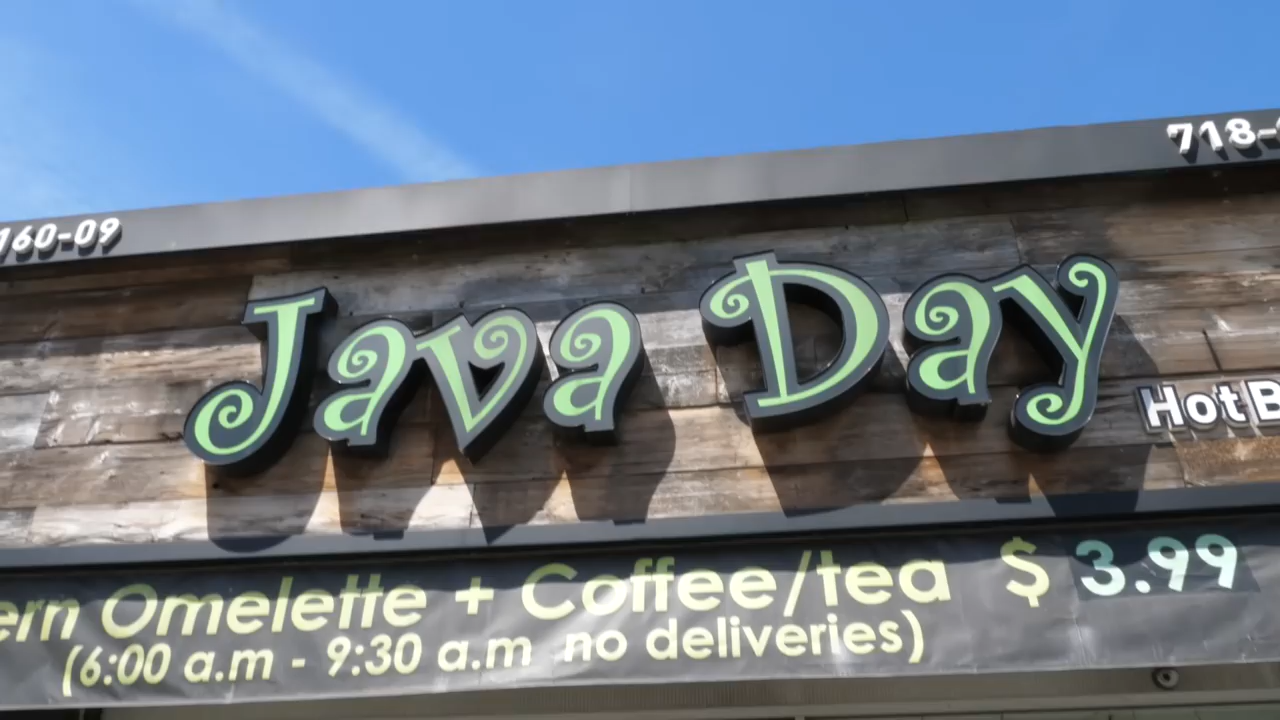 160-09
718-
Java Day
Hot B
ern Omelette + Coffee/tea $ 3.99
(6:00 a.m - 9:30 a.m no deliveries)